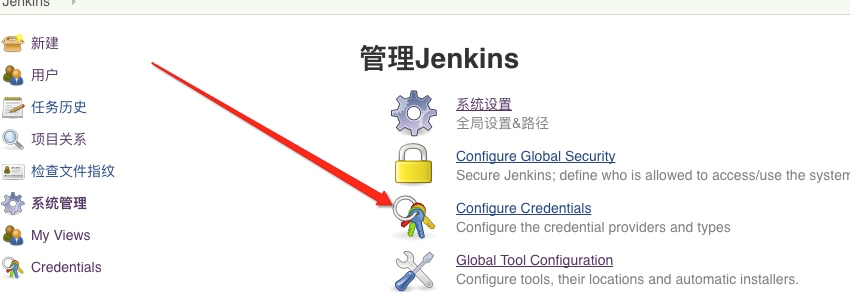 Jenkins
新建
用户
任务历史
项目关系
检查文件指纹
系统管理
My Views
Credentials
管理Jenkins
系统设置
全局设置&路径
Configure Global Security
Secure Jenkins; define who is allowed to access/use the system
Configure Credentials
Configure the credential providers and types
Global Tool Configuration
Configure tools, their locations and automatic installers.